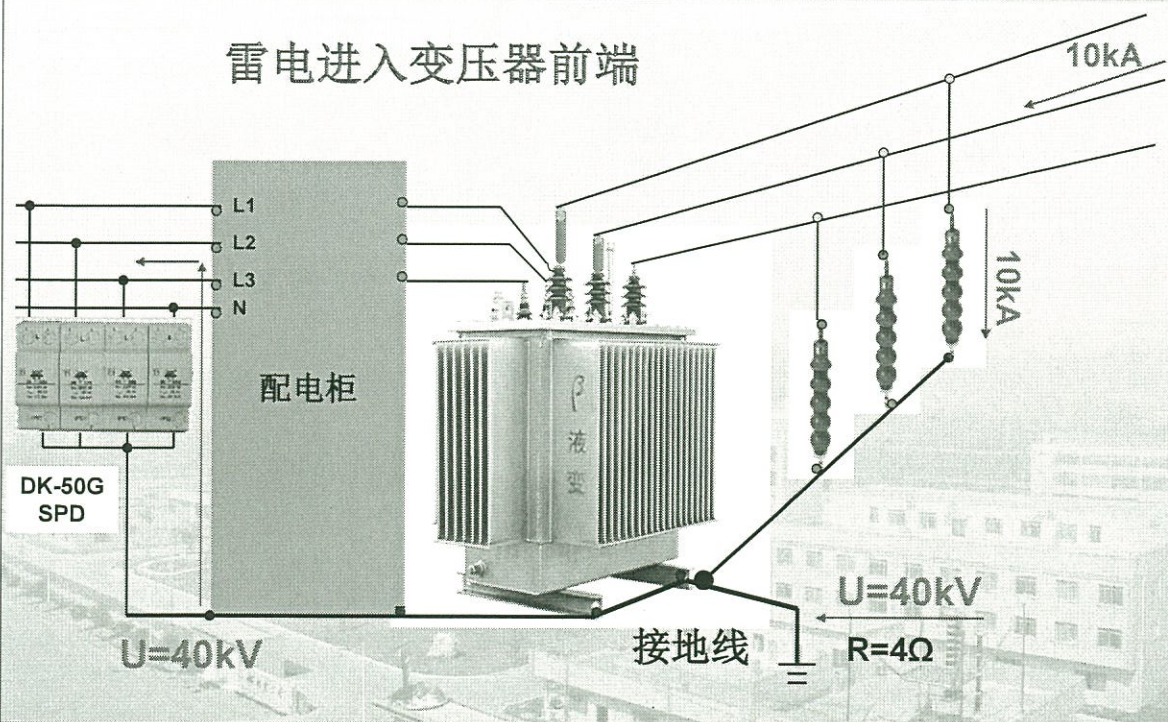 雷电进入变压器前端
10kA
L1
L2
L3
N
10kA
配电柜
β
液
变
DK-50G
SPD
U=40kV
U=40kV
接地线
R=4Ω